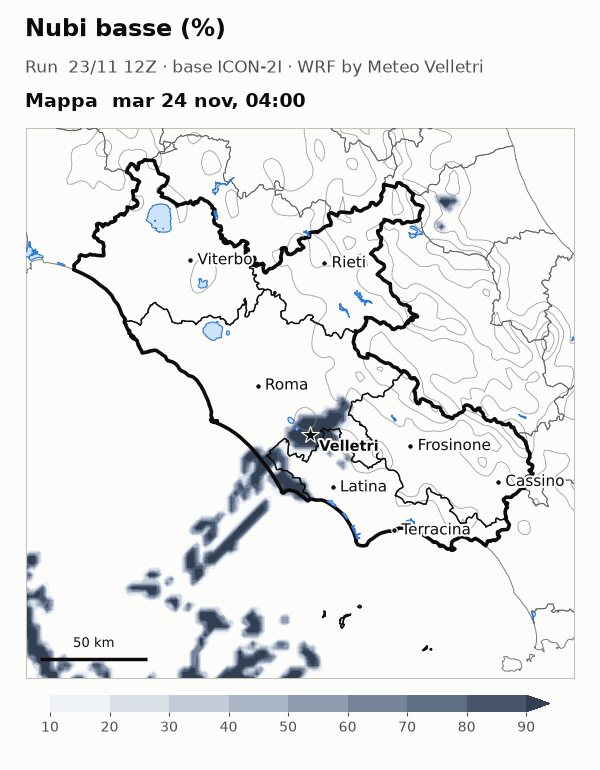 Nubi basse (%)
Run  23/11 12Z · base ICON-2I · WRF by Meteo Velletri
Mappa  mar 24 nov, 04:00
Viterbo
Rieti
Roma
Velletri
Frosinone
Latina
Cassino
Terracina
50 km
10 20 30 40 50 60 70 80 90